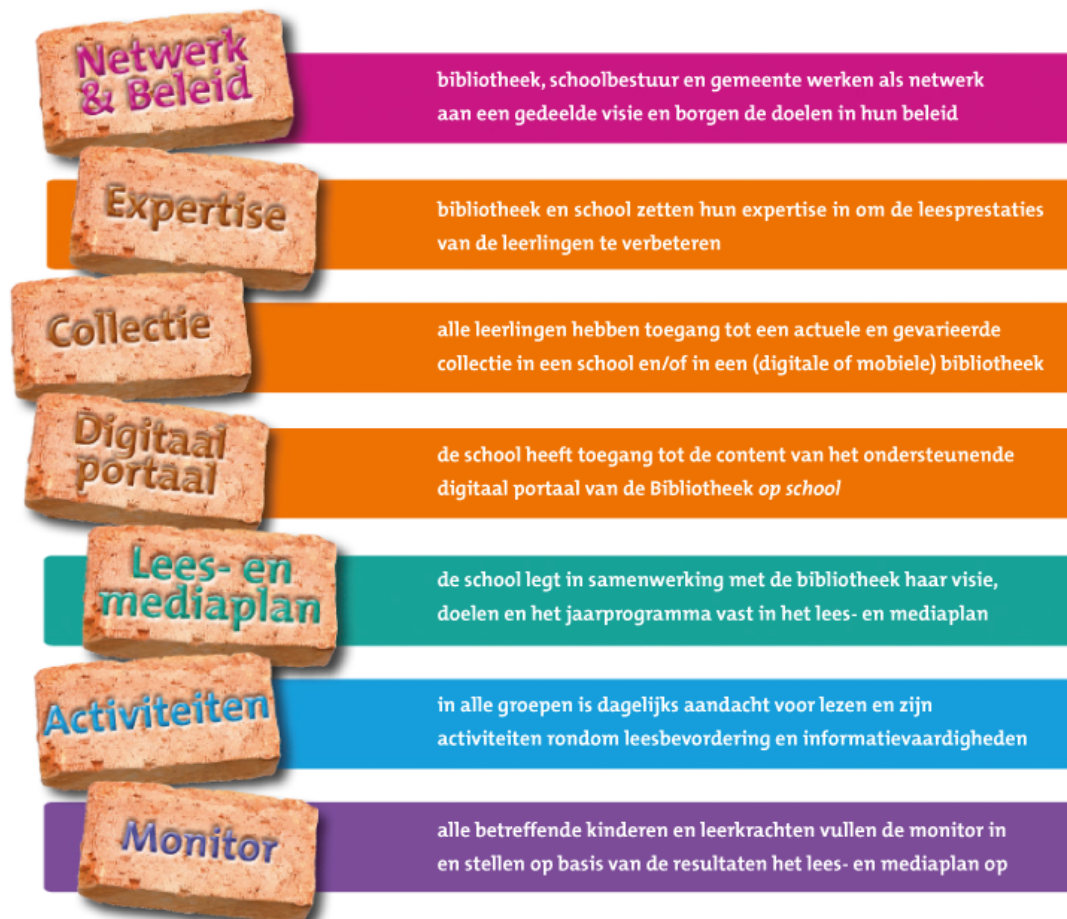 Netwerk
& Beleid
bibliotheek, schoolbestuur en gemeente werken als netwerk
aan een gedeelde visie en borgen de doelen in hun beleid
Expertise
bibliotheek en school zetten hun expertise in om de leesprestaties
van de leerlingen te verbeteren
Collectie
alle leerlingen hebben toegang tot een actuele en gevarieerde
collectie in een school en/of in een (digitale of mobiele) bibliotheek
Digitaal
portaal
de school heeft toegang tot de content van het ondersteunende
digitaal portaal van de Bibliotheek op school
Lees- en
mediaplan
de school legt in samenwerking met de bibliotheek haar visie,
doelen en het jaarprogramma vast in het lees- en mediaplan
Activiteiten
in alle groepen is dagelijks aandacht voor lezen en zijn
activiteiten rondom leesbevordering en informatievaardigheden
Monitor
alle betreffende kinderen en leerkrachten vullen de monitor in
en stellen op basis van de resultaten het lees- en mediaplan op